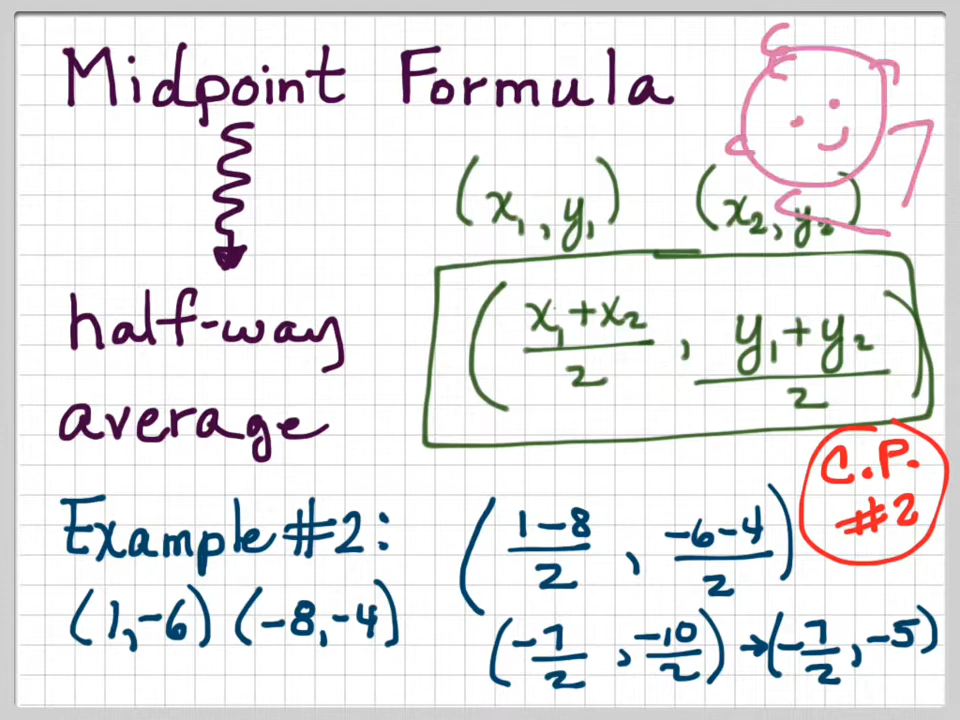 Midpoint Formula
(x₁, y₁) (x₂, y₂)
half-way
average
(x₁+x₂/2, y₁+y₂/2)
C.P.
#2
Example #2:
(1,-6) (-8,-4)
(1-8/2, -6-4/2)
(-7/2, -10/2) → (-7/2, -5)